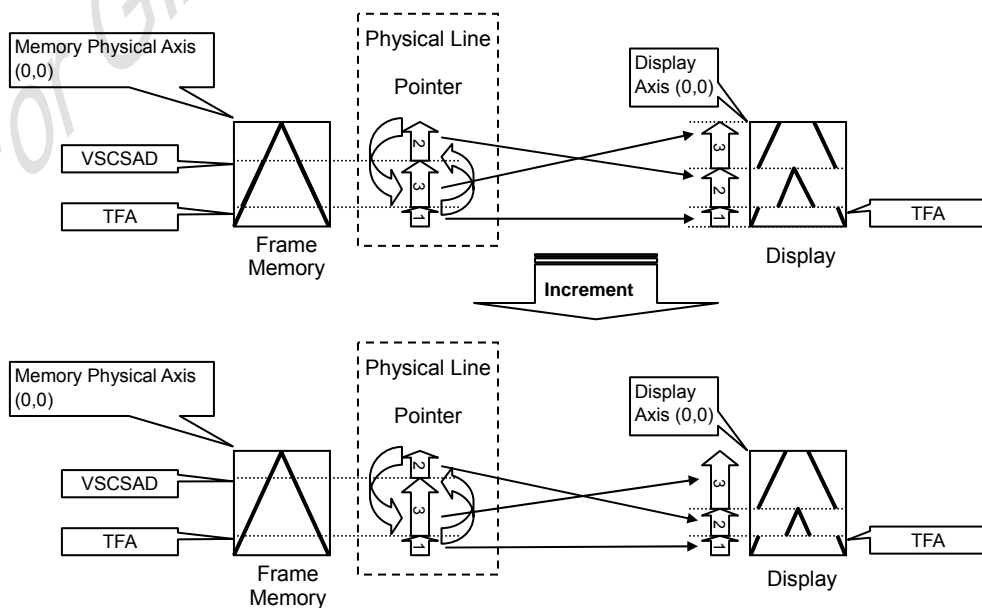 or G
Physical Line
Pointer
Memory Physical Axis
(0,0)
Display
Axis (0,0)
VSCSAD
TFA
2
3
1
3
2
1
TFA
Frame
Memory
Display
Increment
Physical Line
Pointer
Memory Physical Axis
(0,0)
Display
Axis (0,0)
VSCSAD
TFA
2
3
1
3
2
1
TFA
Frame
Memory
Display